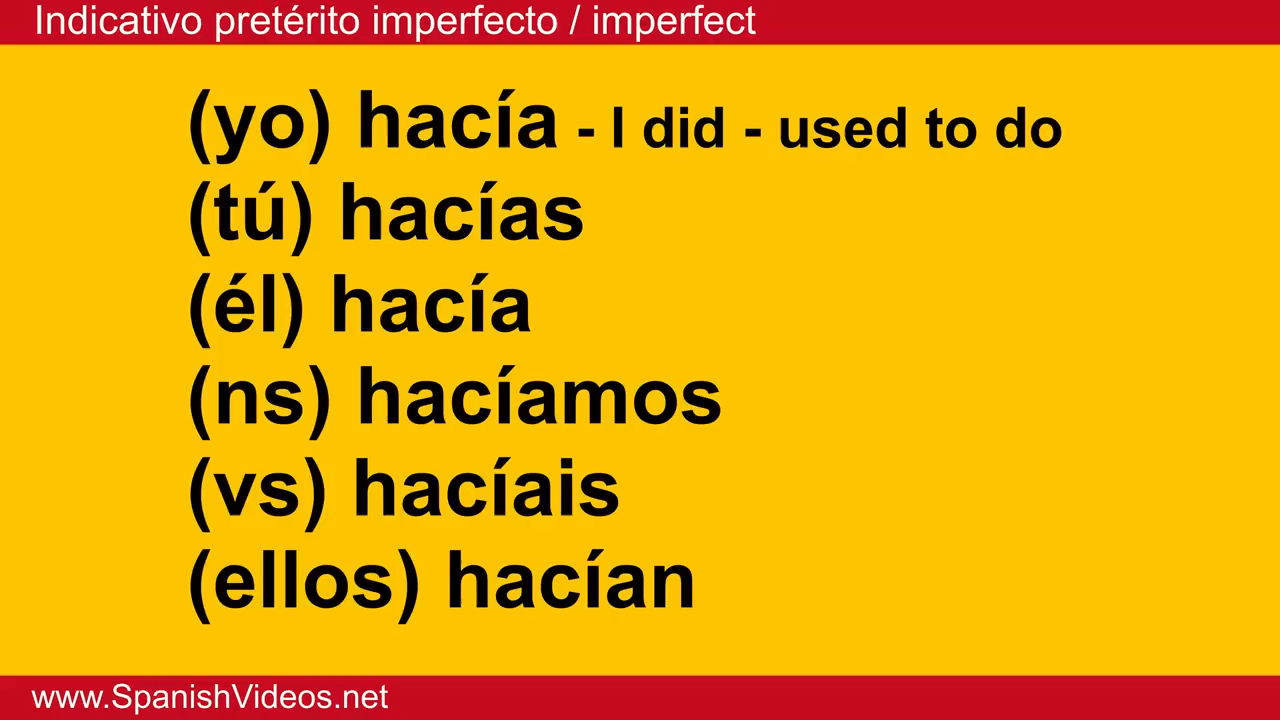 Indicativo pretérito imperfecto / imperfect
(yo) hacía - I did - used to do
(tú) hacías
(él) hacía
(ns) hacíamos
(vs) hacíais
(ellos) hacían
www.SpanishVideos.net